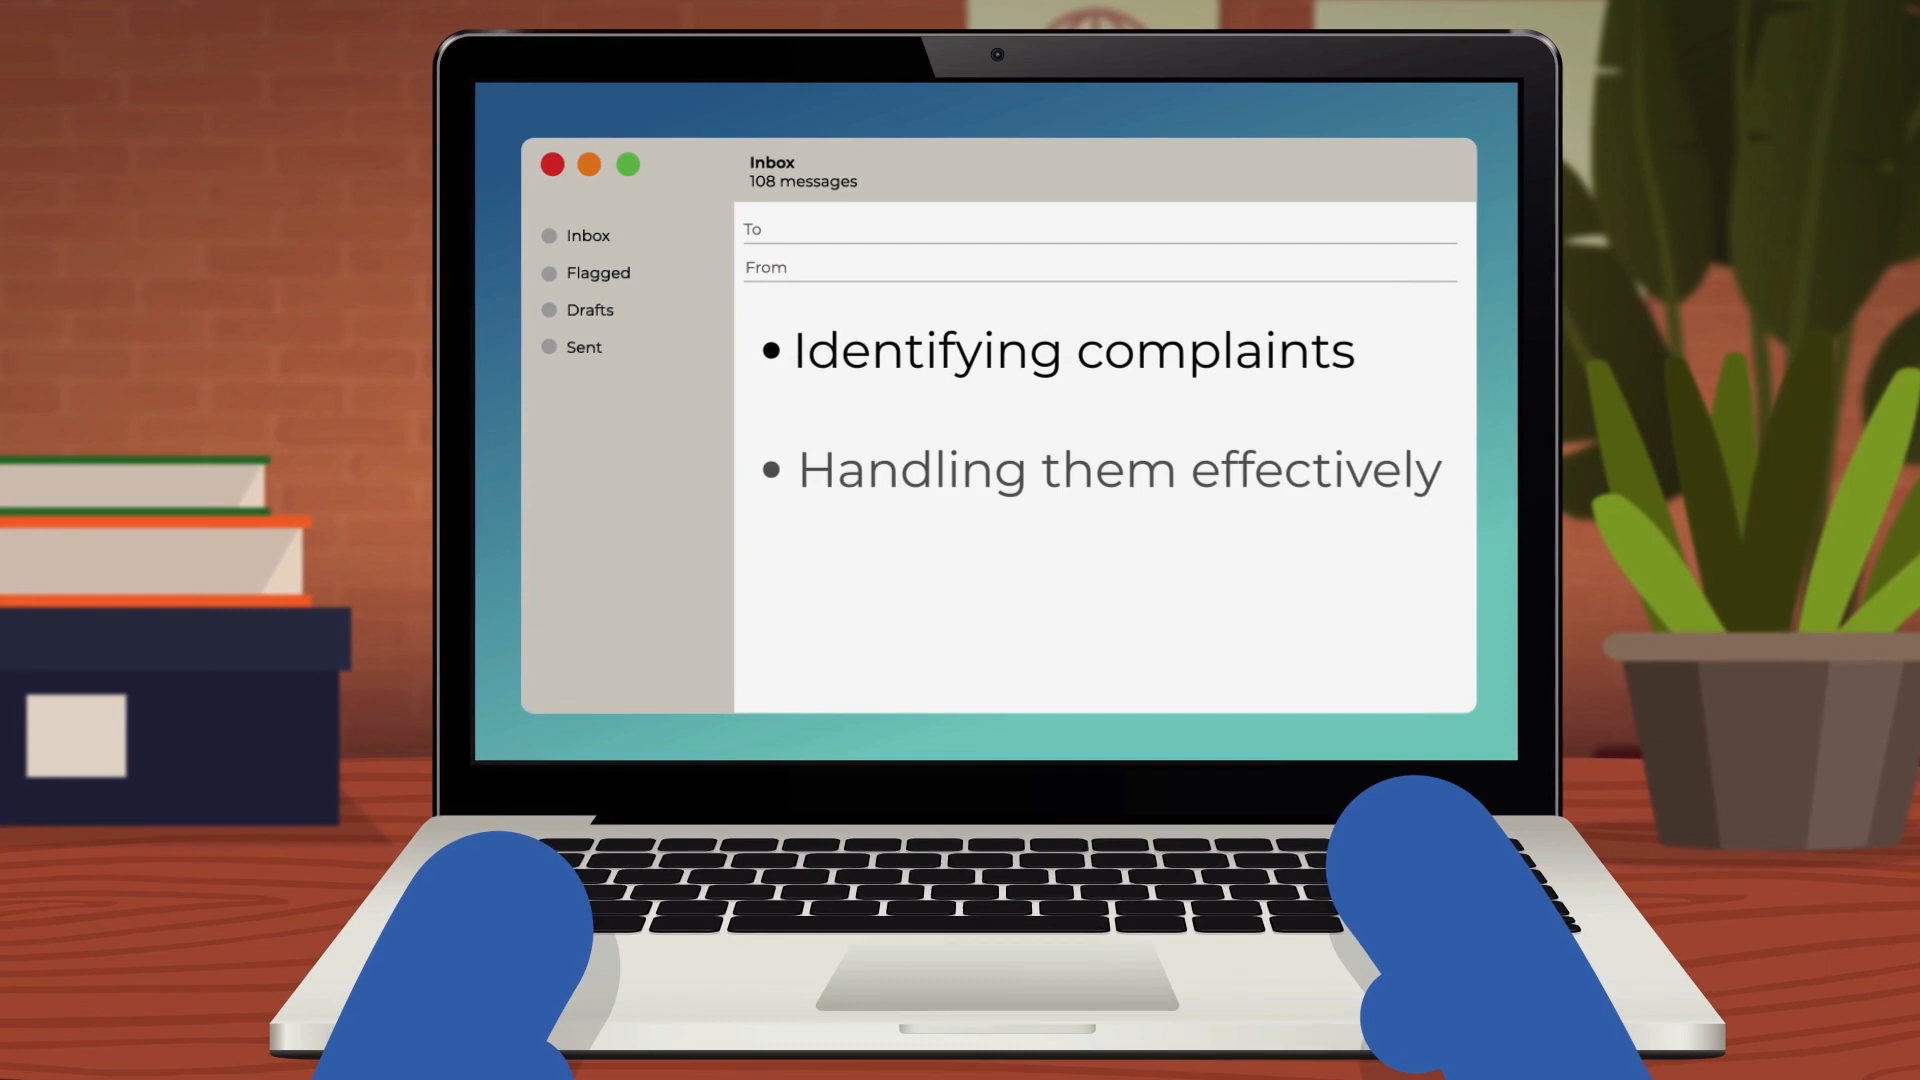 Inbox
108 messages
Inbox
Flagged
Drafts
Sent
To
From
• Identifying complaints
• Handling them effectively